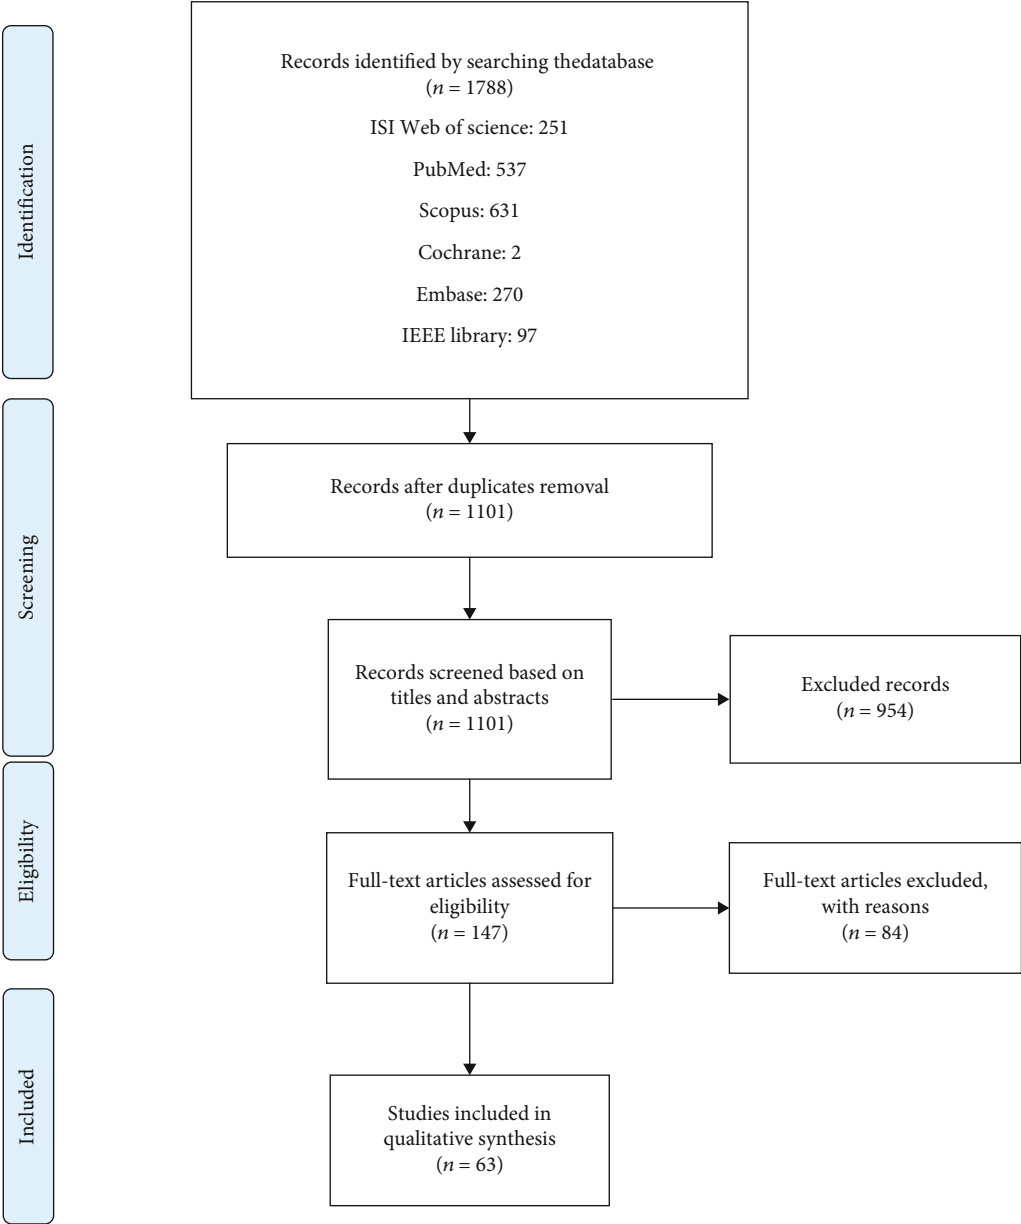 Identification
Records identified by searching thedatabase
(n = 1788)
ISI Web of science: 251
PubMed: 537
Scopus: 631
Cochrane: 2
Embase: 270
IEEE library: 97
Screening
Records after duplicates removal
(n = 1101)
Records screened based on
titles and abstracts
(n = 1101)
Excluded records
(n = 954)
Eligibility
Full-text articles assessed for
eligibility
(n = 147)
Full-text articles excluded,
with reasons
(n = 84)
Included
Studies included in
qualitative synthesis
(n = 63)